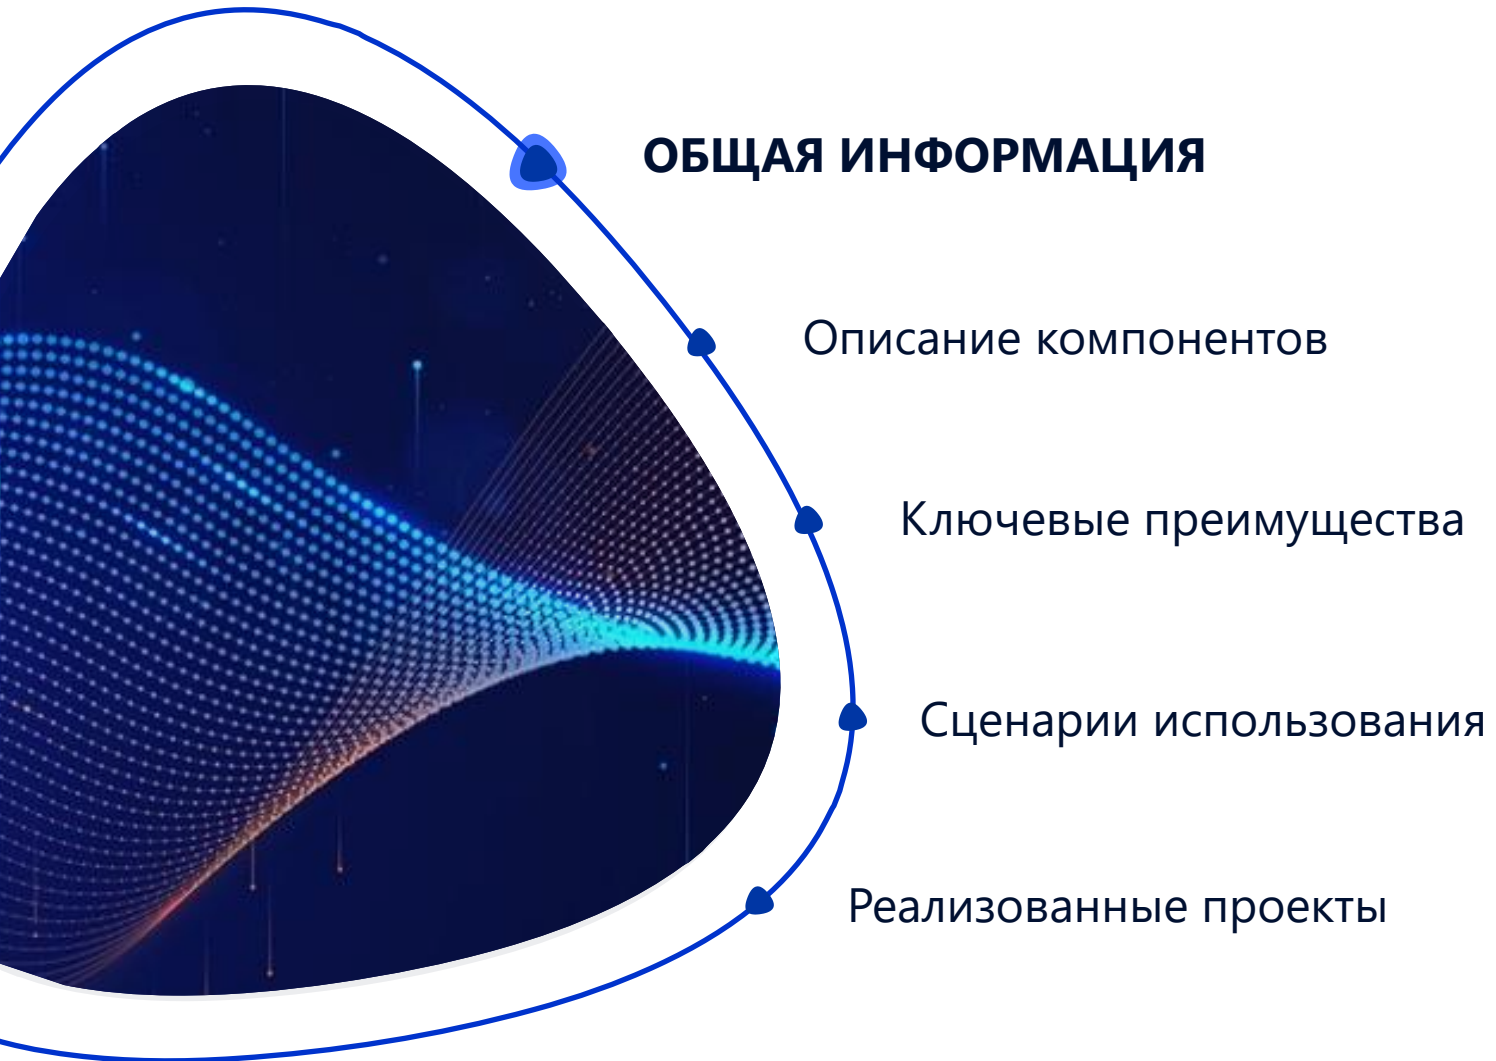 ОБЩАЯ ИНФОРМАЦИЯ
Описание компонентов
Ключевые преимущества
Сценарии использования
Реализованные проекты